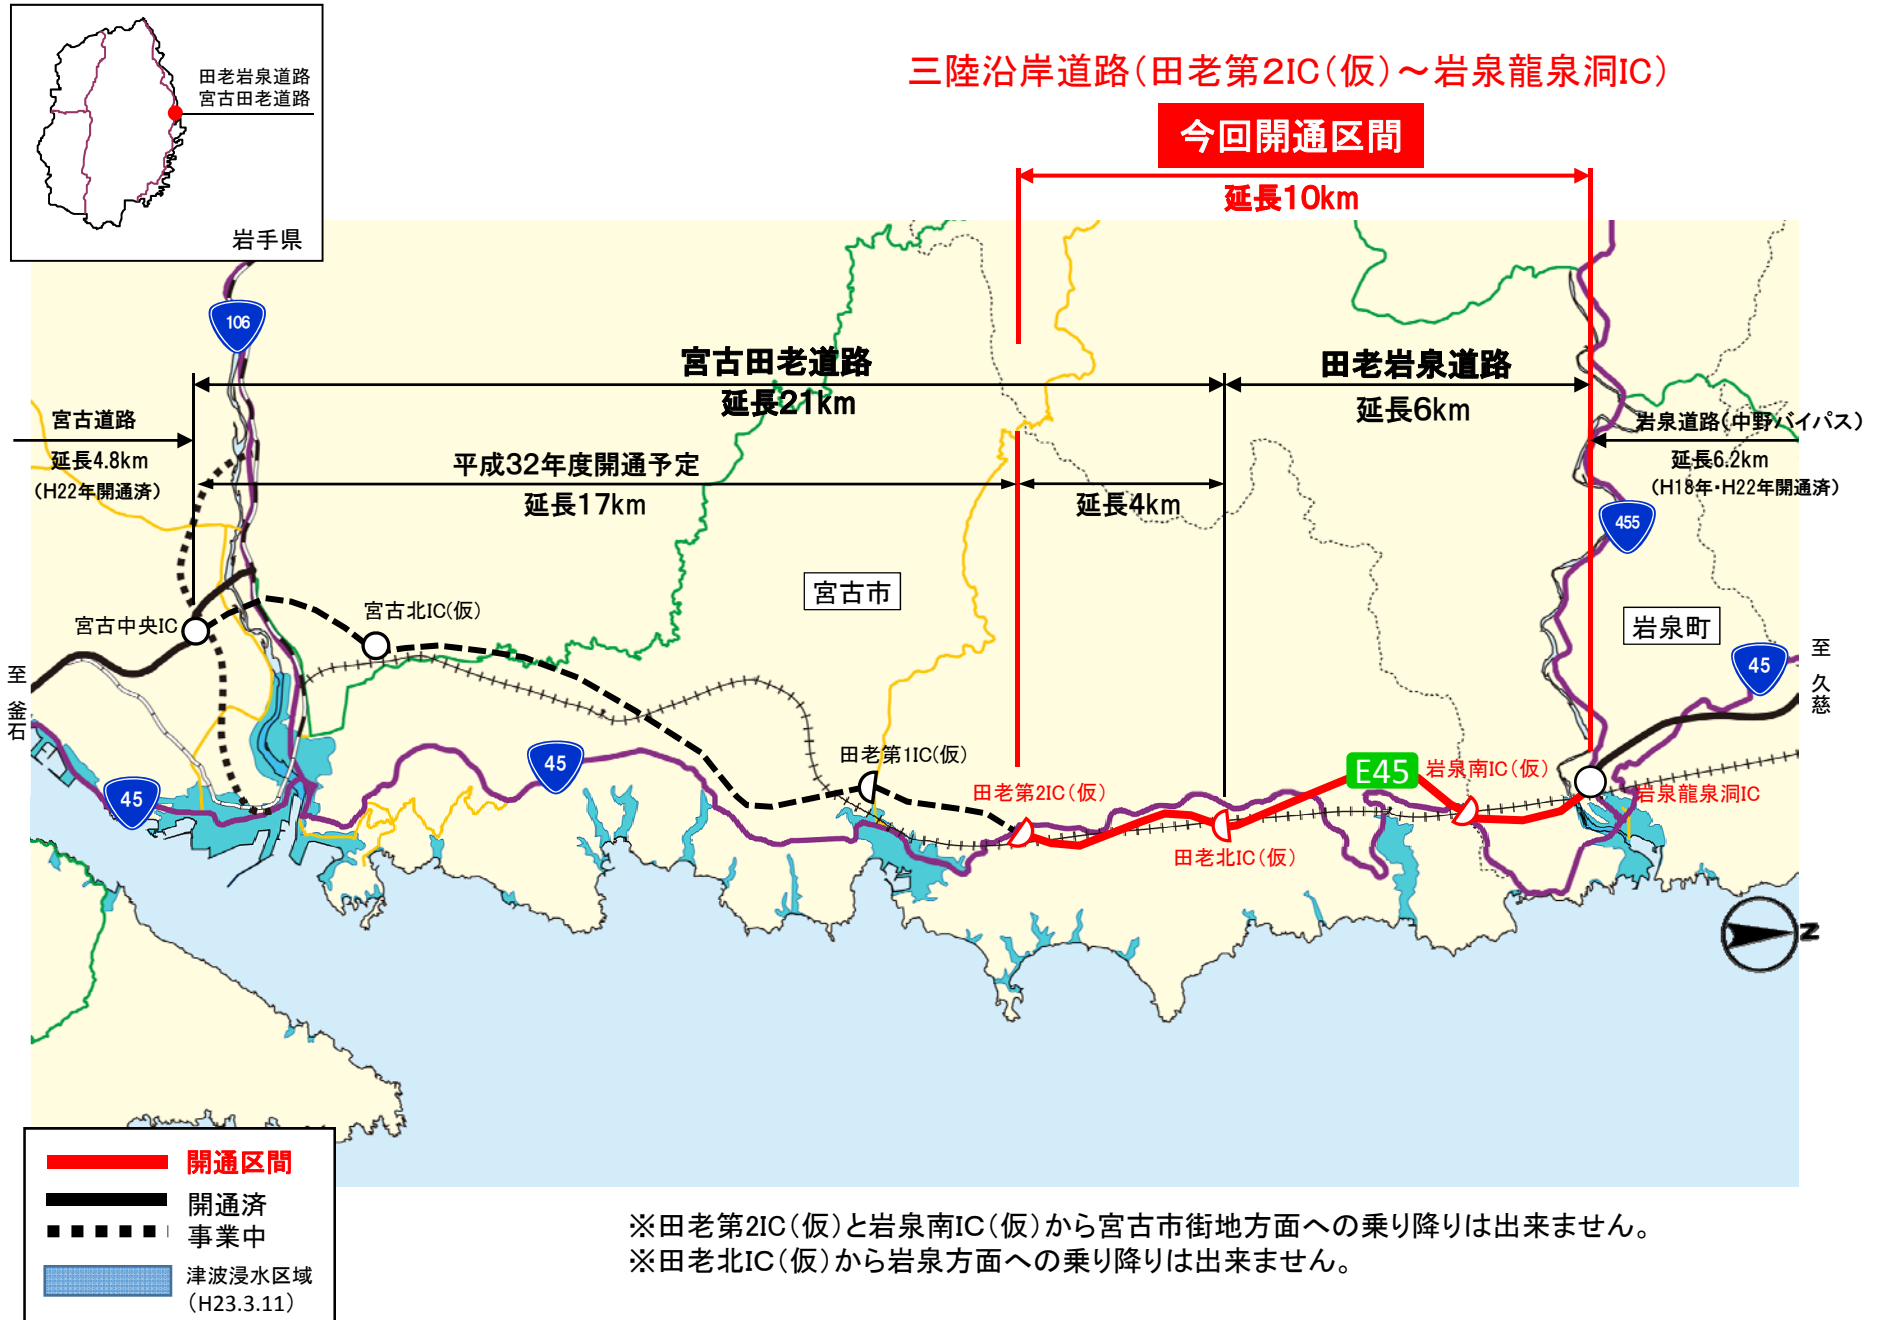 田老岩泉道路
宮古田老道路
岩手県
三陸沿岸道路(田老第2IC(仮)～岩泉龍泉洞IC)
今回開通区間
延長10km
106
宮古田老道路
延長21km
田老岩泉道路
延長6km
宮古道路
延長4.8km
(H22年開通済)
平成32年度開通予定
延長17km
延長4km
岩泉道路(中野バイパス)
延長6.2km
(H18年・H22年開通済)
455
宮古市
岩泉町
宮古中央IC
宮古北IC(仮)
至 釜石
至 久慈
45
45
45
田老第1IC(仮)
田老第2IC(仮)
E45
岩泉南IC(仮)
岩泉龍泉洞IC
田老北IC(仮)
N
開通区間
開通済
事業中
津波浸水区域
(H23.3.11)
※田老第2IC(仮)と岩泉南IC(仮)から宮古市街地方面への乗り降りは出来ません。
※田老北IC(仮)から岩泉方面への乗り降りは出来ません。